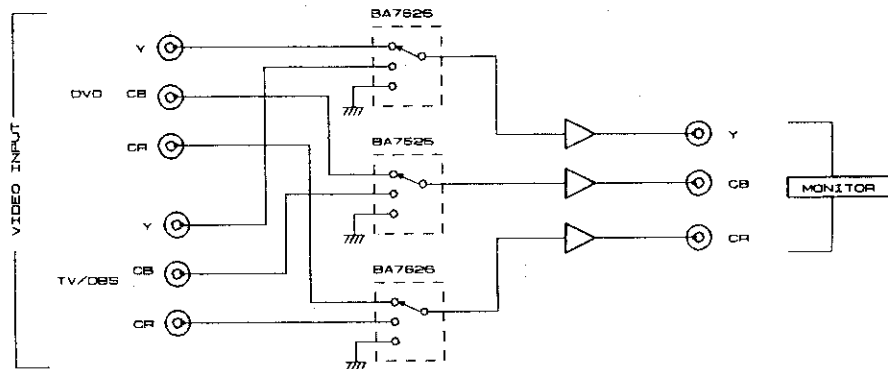 VIDEO INPUT
DVD
Y
CB
CR
TV/DBS
Y
CB
CR
BA7626
BA7626
BA7626
Y
CB
CR
MONITOR